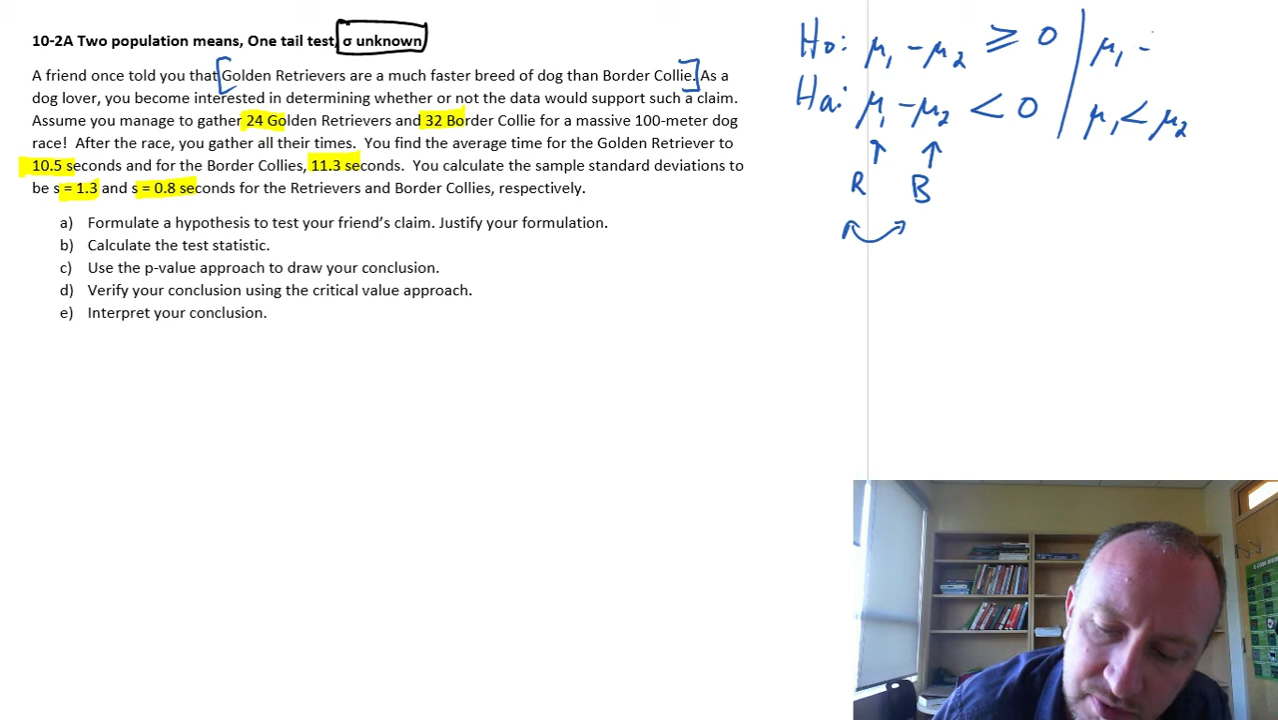 10-2A Two population means, One tail test, σ unknown
A friend once told you that Golden Retrievers are a much faster breed of dog than Border Collie. As a
dog lover, you become interested in determining whether or not the data would support such a claim.
Assume you manage to gather 24 Golden Retrievers and 32 Border Collie for a massive 100-meter dog
race! After the race, you gather all their times. You find the average time for the Golden Retriever to
10.5 seconds and for the Border Collies, 11.3 seconds. You calculate the sample standard deviations to
be s = 1.3 and s = 0.8 seconds for the Retrievers and Border Collies, respectively.
a) Formulate a hypothesis to test your friend's claim. Justify your formulation.
b) Calculate the test statistic.
c) Use the p-value approach to draw your conclusion.
d) Verify your conclusion using the critical value approach.
e) Interpret your conclusion.
Ho: μ₁ - μ₂ ≥ 0 | μ₁ -
Ha: μ₁ - μ₂ < 0 | μ₁ < μ₂
↑ ↑
R B